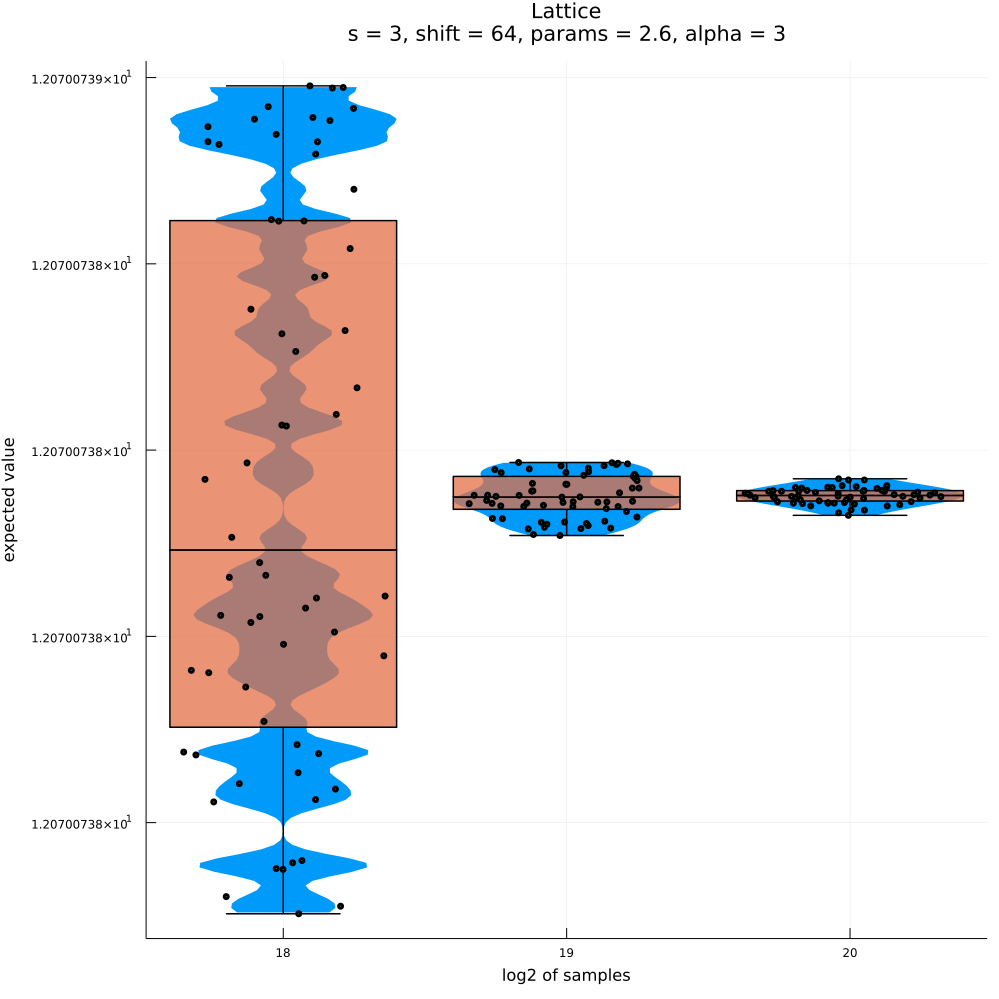 Lattice
s = 3, shift = 64, params = 2.6, alpha = 3
1.20700739×10¹
1.20700738×10¹
1.20700738×10¹
1.20700738×10¹
1.20700738×10¹
expected value
18 19 20
log2 of samples